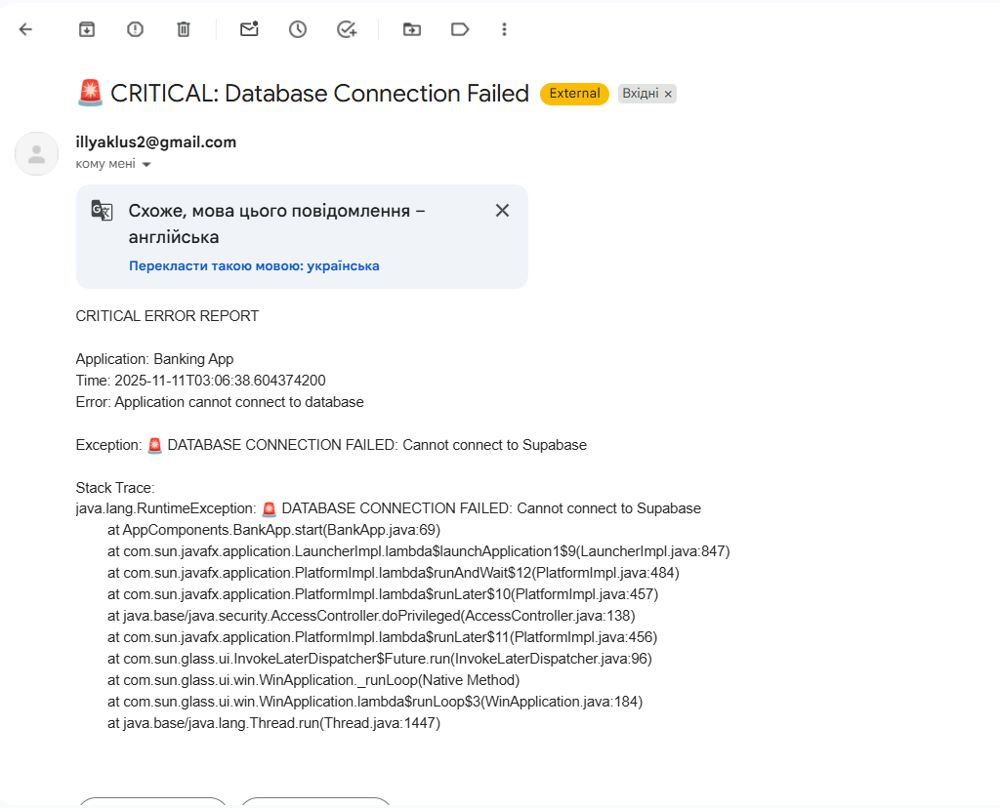 🚨 CRITICAL: Database Connection Failed External Вхідні ×
illyaklus2@gmail.com
кому мені
Схоже, мова цього повідомлення –
англійська
Перекласти такою мовою: українська
CRITICAL ERROR REPORT
Application: Banking App
Time: 2025-11-11T03:06:38.604374200
Error: Application cannot connect to database
Exception: 🚨 DATABASE CONNECTION FAILED: Cannot connect to Supabase
Stack Trace:
java.lang.RuntimeException: 🚨 DATABASE CONNECTION FAILED: Cannot connect to Supabase
at AppComponents.BankApp.start(BankApp.java:69)
at com.sun.javafx.application.LauncherImpl.lambda$launchApplication1$9(LauncherImpl.java:847)
at com.sun.javafx.application.PlatformImpl.lambda$runAndWait$12(PlatformImpl.java:484)
at com.sun.javafx.application.PlatformImpl.lambda$runLater$10(PlatformImpl.java:457)
at java.base/java.security.AccessController.doPrivileged(AccessController.java:138)
at com.sun.javafx.application.PlatformImpl.lambda$runLater$11(PlatformImpl.java:456)
at com.sun.glass.ui.InvokeLaterDispatcher$Future.run(InvokeLaterDispatcher.java:96)
at com.sun.glass.ui.win.WinApplication._runLoop(Native Method)
at com.sun.glass.ui.win.WinApplication.lambda$runLoop$3(WinApplication.java:184)
at java.base/java.lang.Thread.run(Thread.java:1447)